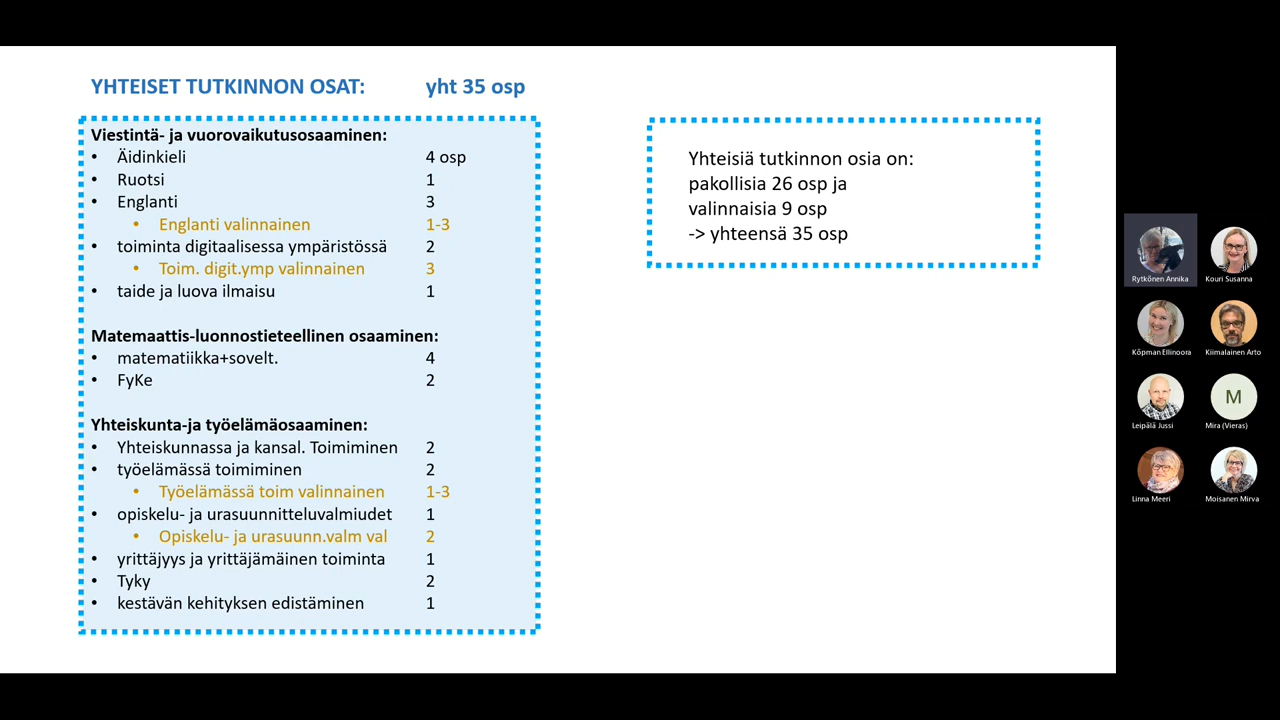 YHTEISET TUTKINNON OSAT: yht 35 osp
Viestintä- ja vuorovaikutusosaaminen:
• Äidinkieli 4 osp
• Ruotsi 1
• Englanti 3
• Englanti valinnainen 1-3
• toiminta digitaalisessa ympäristössä 2
• Toim. digit.ymp valinnainen 3
• taide ja luova ilmaisu 1
Matemaattis-luonnostieteellinen osaaminen:
• matematiikka+sovelt. 4
• FyKe 2
Yhteiskunta-ja työelämäosaaminen:
• Yhteiskunnassa ja kansal. Toimiminen 2
• työelämässä toimiminen 2
• Työelämässä toim valinnainen 1-3
• opiskelu- ja urasuunnitteluvalmiudet 1
• Opiskelu- ja urasuunn.valm val 2
• yrittäjyys ja yrittäjämäinen toiminta 1
• Tyky 2
• kestävän kehityksen edistäminen 1
Yhteisiä tutkinnon osia on:
pakollisia 26 osp ja
valinnaisia 9 osp
-> yhteensä 35 osp
Rytkönen Annika
Kouri Susanna
Köpman Ellinoora
Kiimalainen Arto
Leipälä Jussi
M
Mira (Vieras)
Linna Meeri
Moisanen Mirva